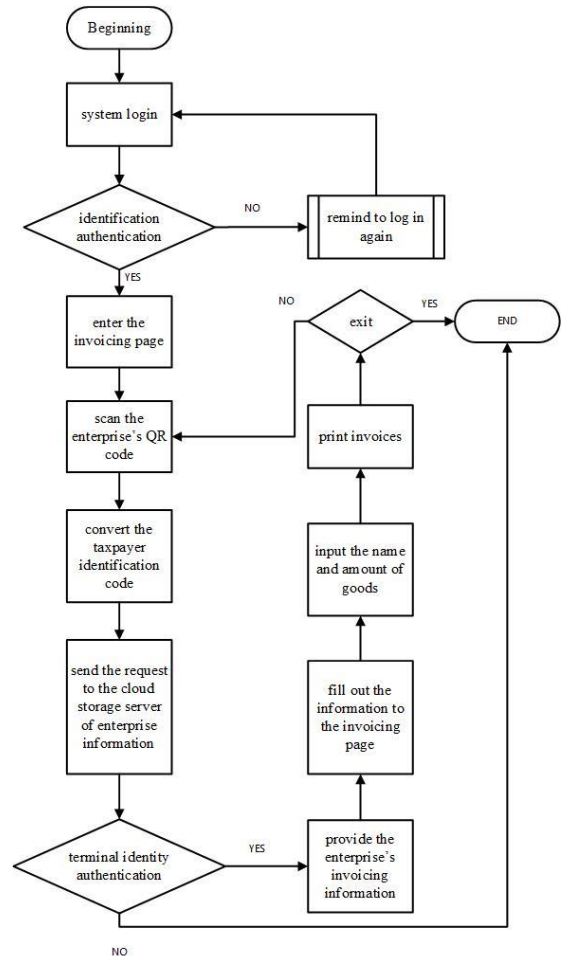 Beginning
system login
identification
authentication
NO
remind to log in
again
YES
enter the
invoicing page
NO
exit
YES
END
scan the
enterprise's QR
code
print invoices
convert the
taxpayer
identification
code
input the name
and amount of
goods
send the request
to the cloud
storage server
of enterprise
information
fill out the
information to
the invoicing
page
terminal identity
authentication
YES
provide the
enterprise's
invoicing
information
NO